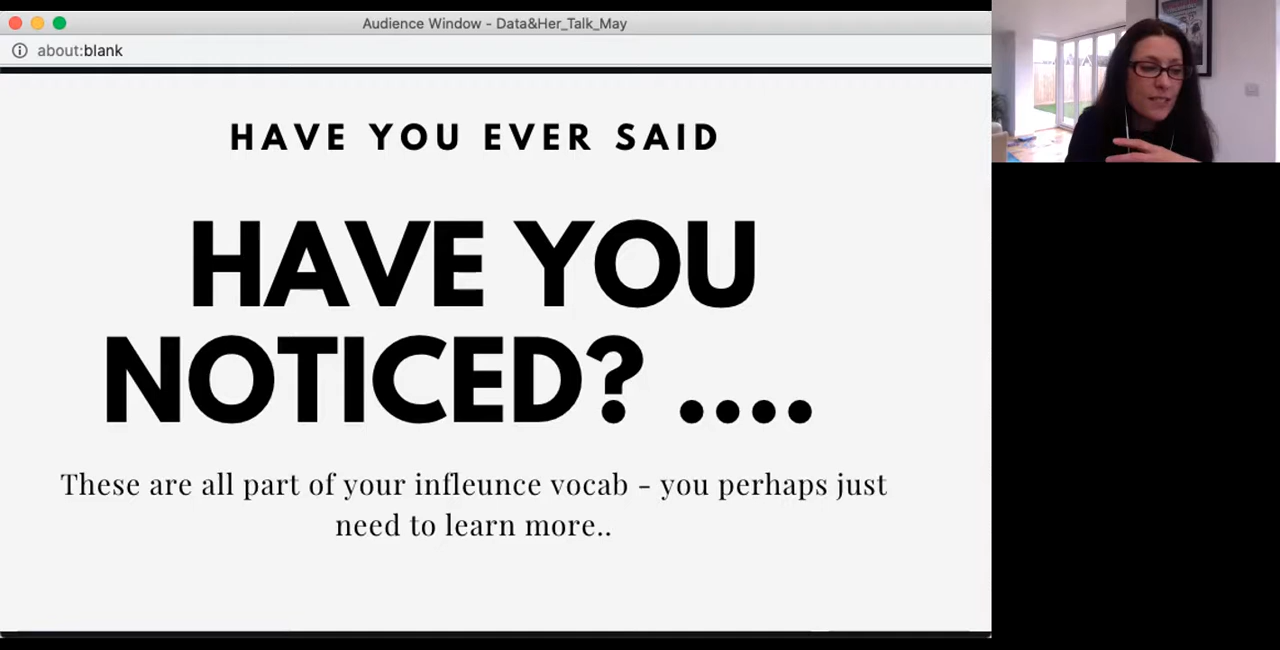 Audience Window - Data&Her_Talk_May
about:blank
HAVE YOU EVER SAID
HAVE YOU
NOTICED? ....
These are all part of your infleunce vocab - you perhaps just
need to learn more..